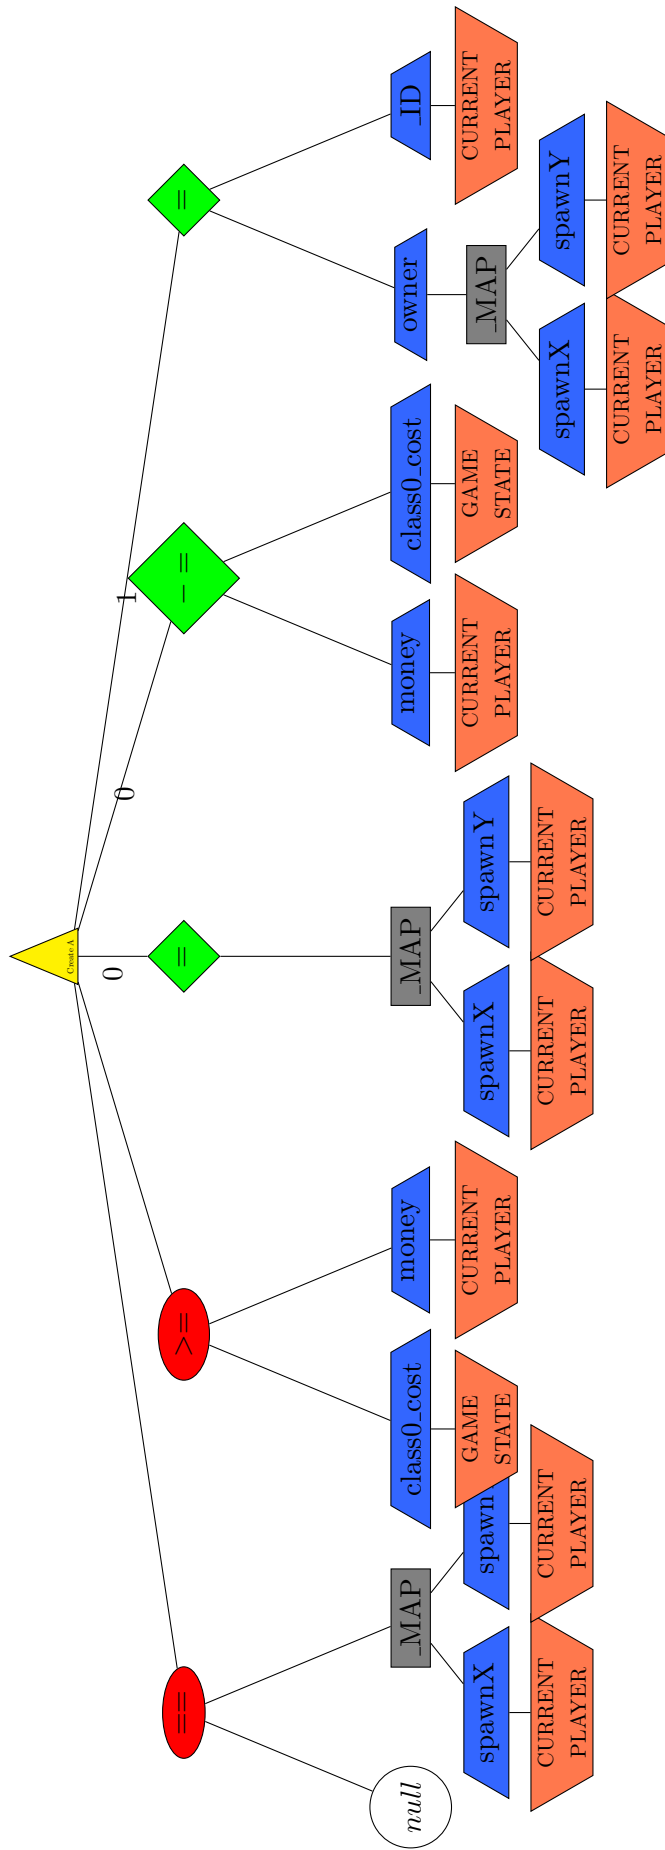 Create A
0
0
1
==
>=
=
− =
=
null
_MAP
class0_cost
money
_MAP
money
class0_cost
owner
_ID
spawnX
spawn
GAME
STATE
CURRENT
PLAYER
spawnX
spawnY
CURRENT
PLAYER
GAME
STATE
_MAP
CURRENT
PLAYER
CURRENT
PLAYER
CURRENT
PLAYER
CURRENT
PLAYER
CURRENT
PLAYER
spawnX
spawnY
CURRENT
PLAYER
CURRENT
PLAYER